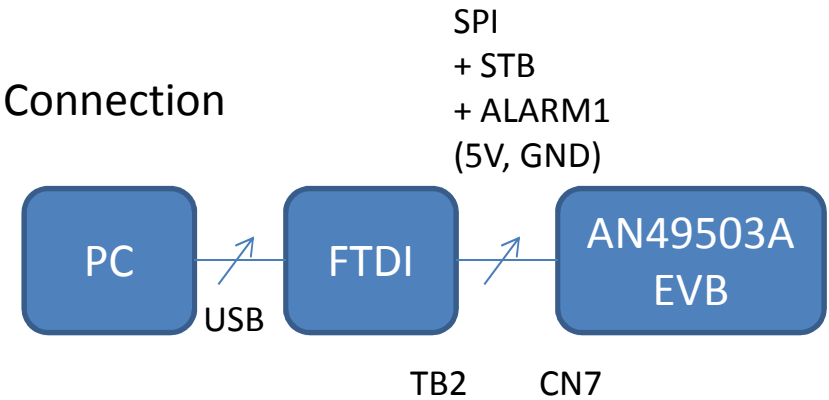 Connection
SPI
+ STB
+ ALARM1
(5V, GND)
PC
USB
FTDI
AN49503A
EVB
TB2
CN7